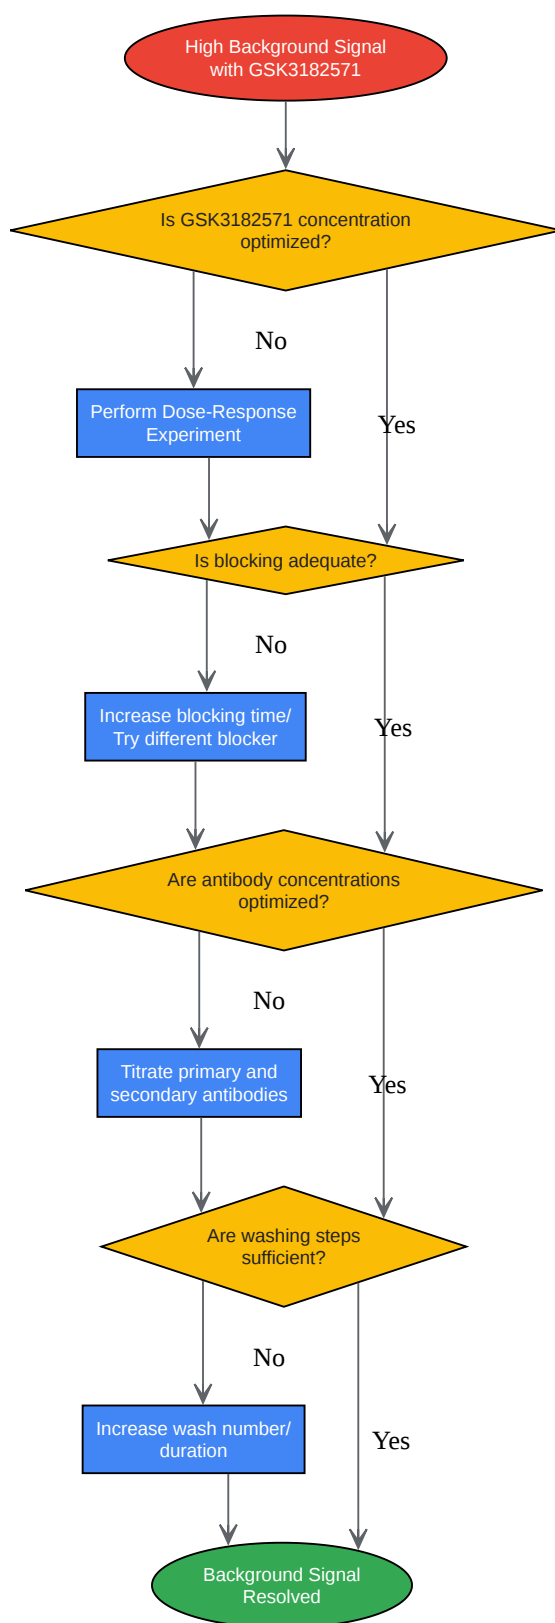 High Background Signal
with GSK3182571
Is GSK3182571 concentration
optimized?
No
Perform Dose-Response
Experiment
Yes
Is blocking adequate?
No
Increase blocking time/
Try different blocker
Yes
Are antibody concentrations
optimized?
No
Titrate primary and
secondary antibodies
Yes
Are washing steps
sufficient?
No
Increase wash number/
duration
Yes
Background Signal
Resolved